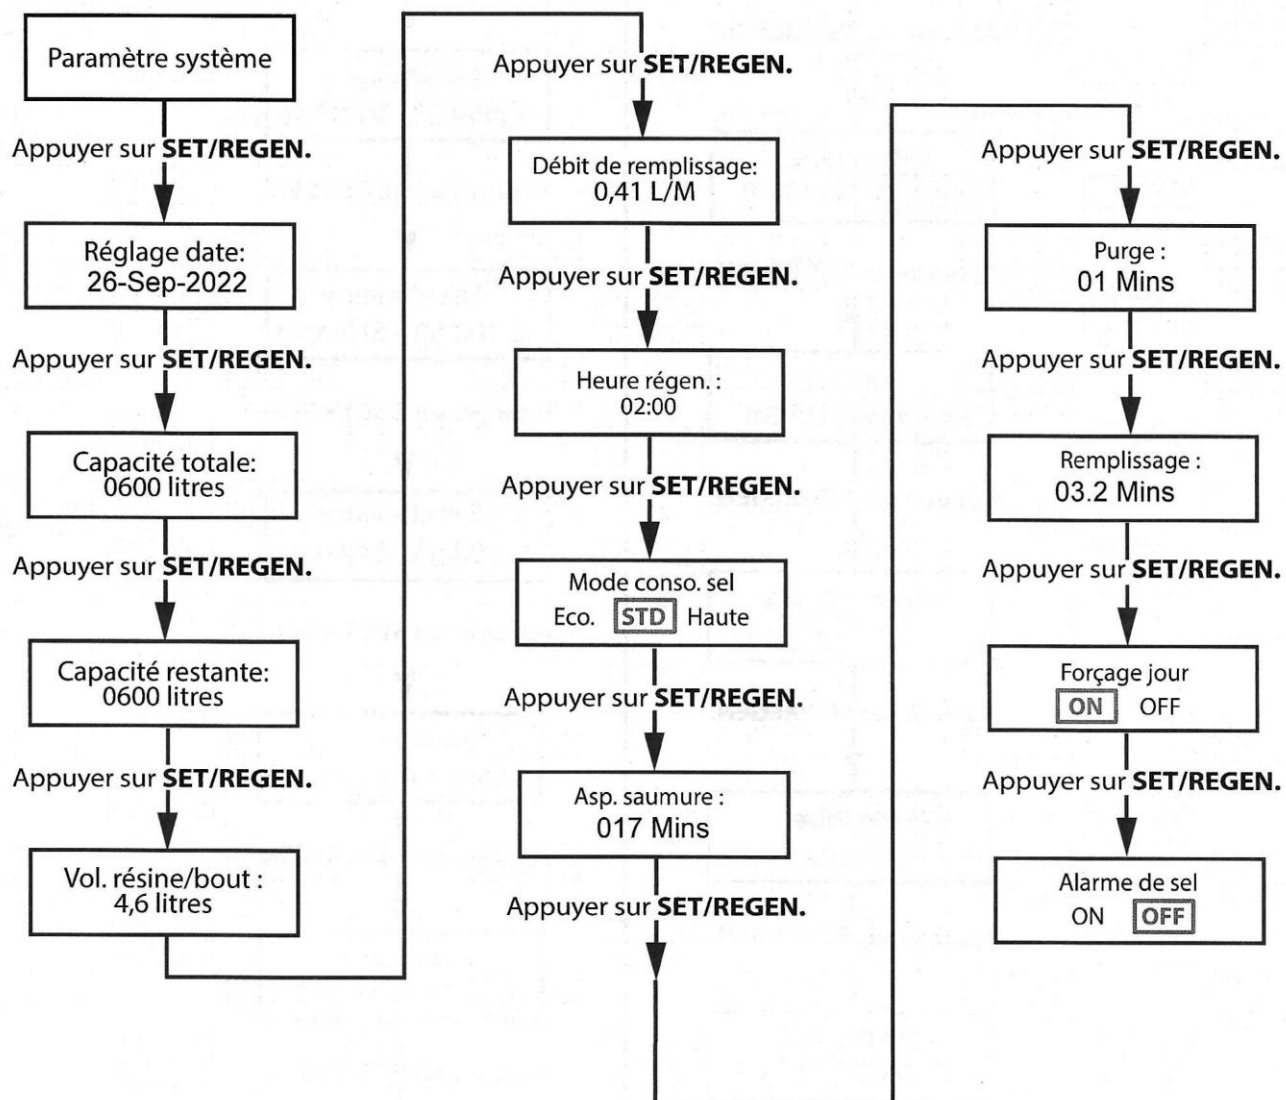 Paramètre système
Appuyer sur SET/REGEN.
Réglage date:
26-Sep-2022
Appuyer sur SET/REGEN.
Capacité totale:
0600 litres
Appuyer sur SET/REGEN.
Capacité restante:
0600 litres
Appuyer sur SET/REGEN.
Vol. résine/bout :
4,6 litres
Appuyer sur SET/REGEN.
Débit de remplissage:
0,41 L/M
Appuyer sur SET/REGEN.
Heure régen. :
02:00
Appuyer sur SET/REGEN.
Mode conso. sel
Eco. STD Haute
Appuyer sur SET/REGEN.
Asp. saumure :
017 Mins
Appuyer sur SET/REGEN.
Appuyer sur SET/REGEN.
Purge :
01 Mins
Appuyer sur SET/REGEN.
Remplissage :
03.2 Mins
Appuyer sur SET/REGEN.
Forçage jour
ON OFF
Appuyer sur SET/REGEN.
Alarme de sel
ON OFF